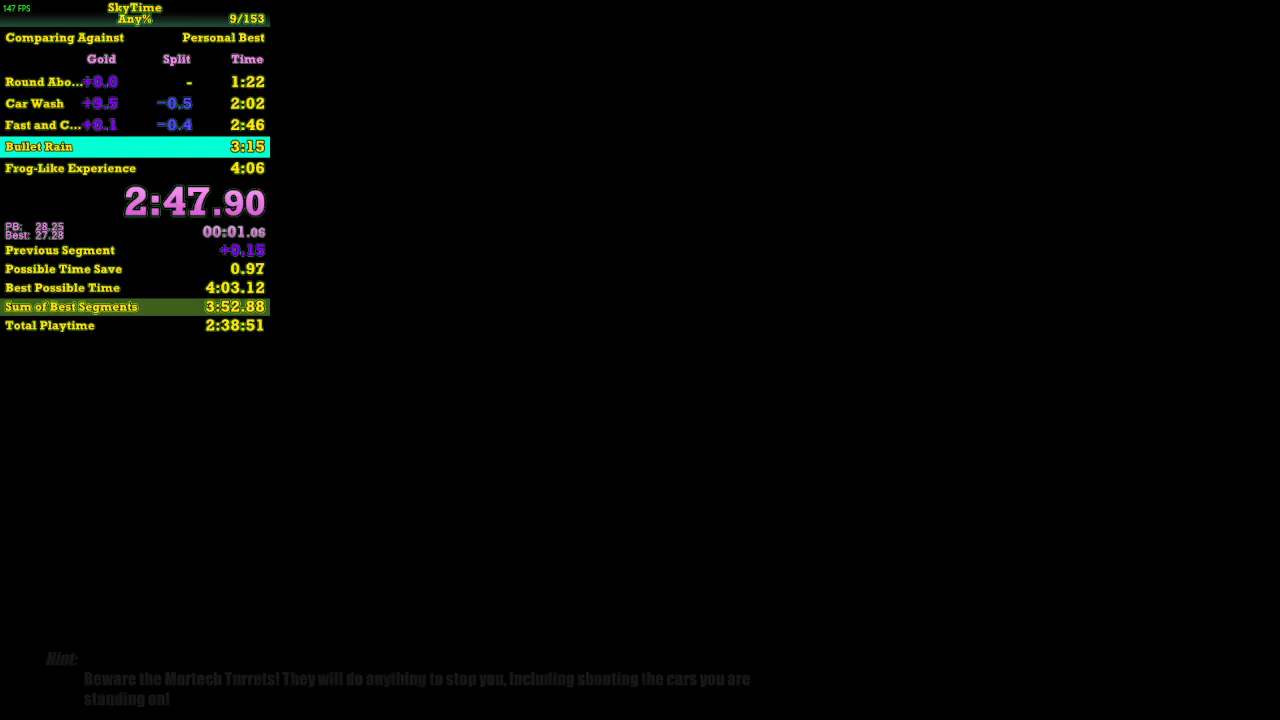 147 FPS
SkyTime
Any% 9/153
Comparing Against Personal Best
Gold Split Time
Round Abo... +0.0 - 1:22
Car Wash +9.5 −0.5 2:02
Fast and C... +0.1 −0.4 2:46
Bullet Rain 3:15
Frog-Like Experience 4:06
2:47.90
PB: 28.25 00:01.06
Best: 27.28
Previous Segment +0.15
Possible Time Save 0.97
Best Possible Time 4:03.12
Sum of Best Segments 3:52.88
Total Playtime 2:38:51
Hint:
Beware the Mortech Turrets! They will do anything to stop you, including shooting the cars you are
standing on!